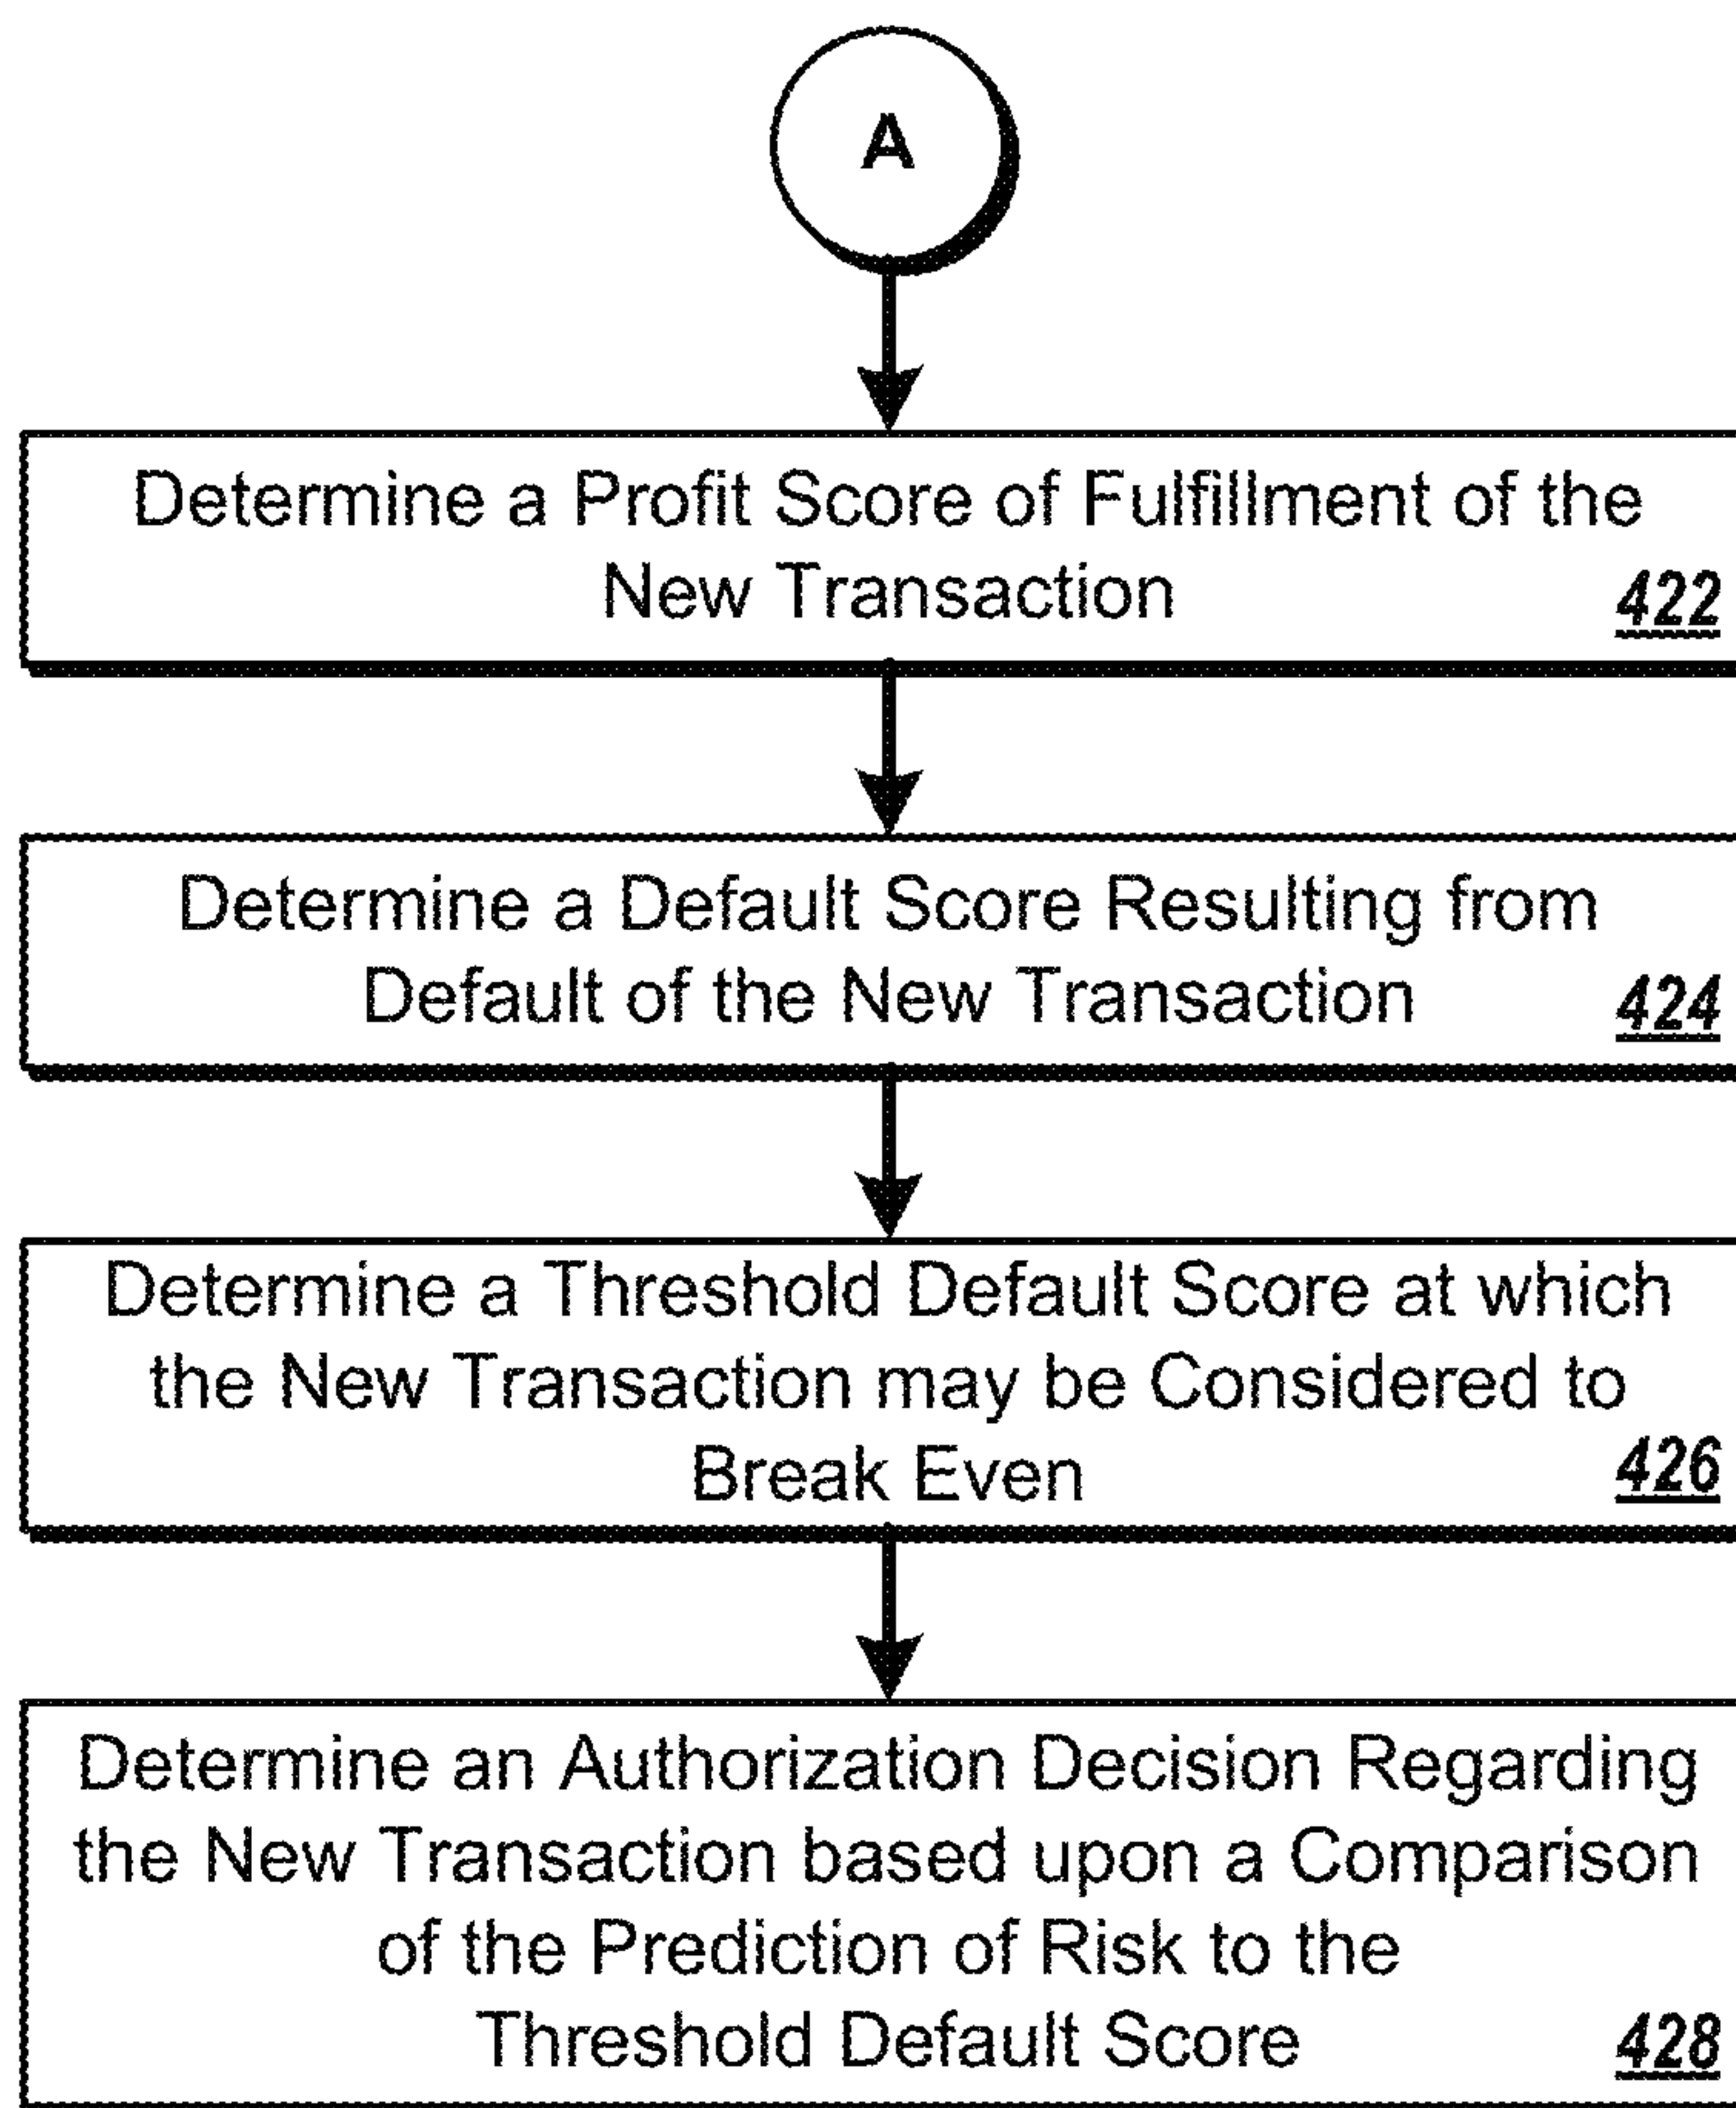 A
Determine a Profit Score of Fulfillment of the
New Transaction
422
Determine a Default Score Resulting from
Default of the New Transaction
424
Determine a Threshold Default Score at which
the New Transaction may be Considered to
Break Even
426
Determine an Authorization Decision Regarding
the New Transaction based upon a Comparison
of the Prediction of Risk to the
Threshold Default Score
428